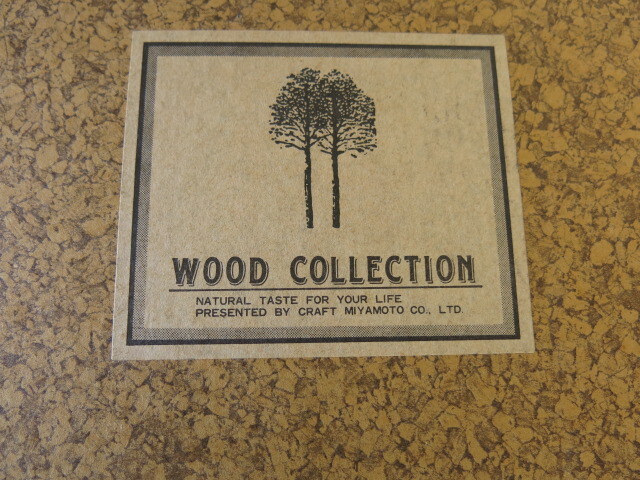 WOOD COLLECTION
NATURAL TASTE FOR YOUR LIFE
PRESENTED BY CRAFT MIYAMOTO CO., LTD.